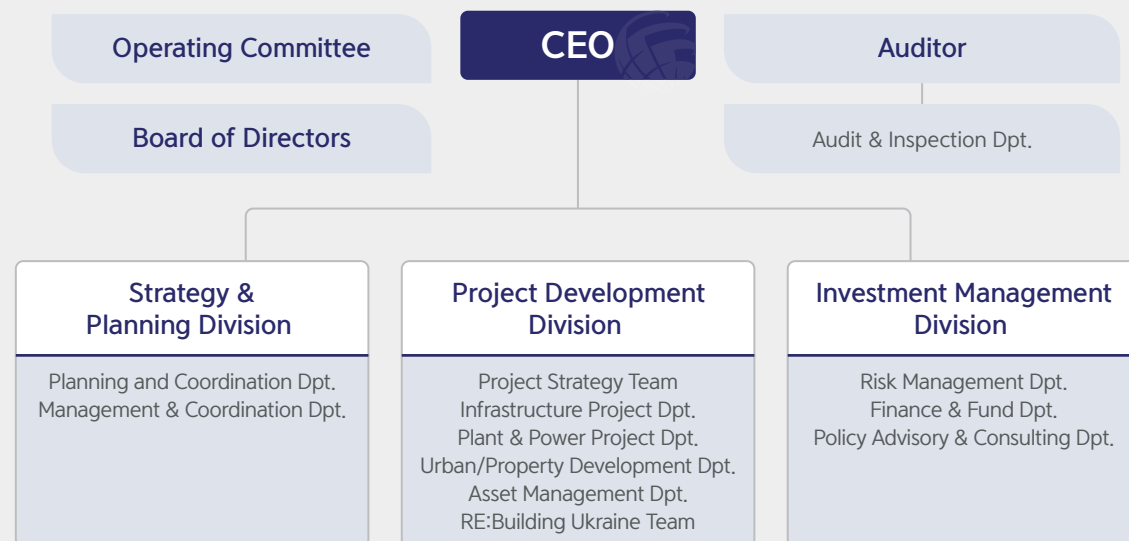 Operating Committee
CEO
Auditor
Board of Directors
Audit & Inspection Dpt.
Strategy &
Planning Division
Planning and Coordination Dpt.
Management & Coordination Dpt.
Project Development
Division
Project Strategy Team
Infrastructure Project Dpt.
Plant & Power Project Dpt.
Urban/Property Development Dpt.
Asset Management Dpt.
RE:Building Ukraine Team
Investment Management
Division
Risk Management Dpt.
Finance & Fund Dpt.
Policy Advisory & Consulting Dpt.